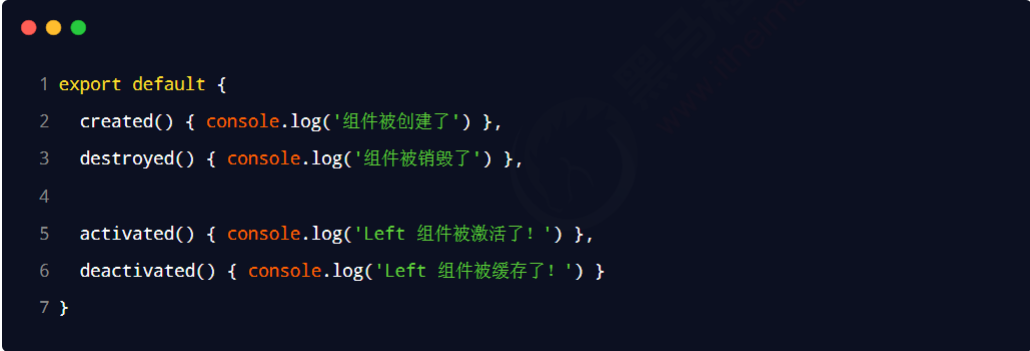 1 export default {
2 created() { console.log('组件被创建了') },
3 destroyed() { console.log('组件被销毁了') },
4
5 activated() { console.log('Left 组件被激活了!') },
6 deactivated() { console.log('Left 组件被缓存了!') }
7 }